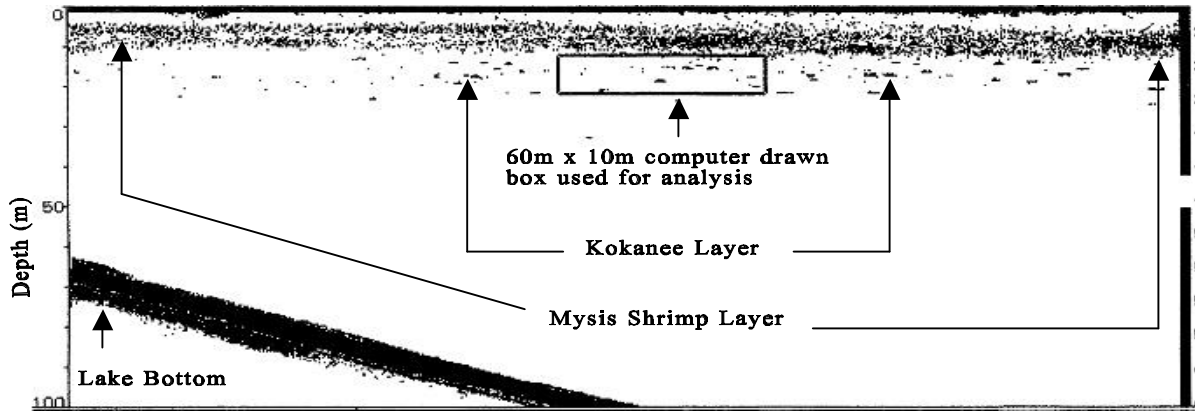 0
60m x 10m computer drawn
box used for analysis
50
Depth (m)
Kokanee Layer
Mysis Shrimp Layer
Lake Bottom
100